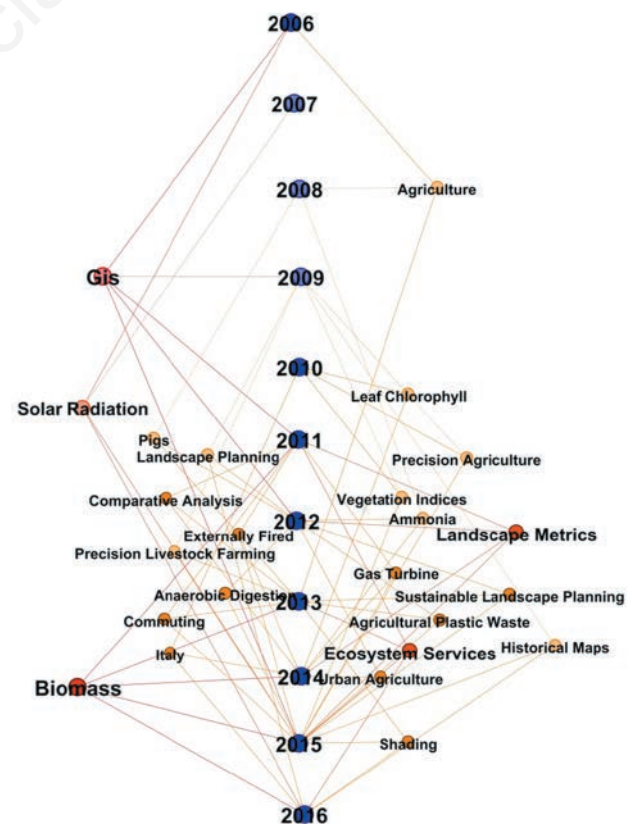 2006
2007
2008
Agriculture
Gis
2009
2010
Leaf Chlorophyll
Solar Radiation
2011
Pigs
Landscape Planning
Precision Agriculture
Comparative Analysis
Vegetation Indices
2012
Ammonia
Landscape Metrics
Externally Fired
Precision Livestock Farming
Gas Turbine
Anaerobic Digestion
2013
Sustainable Landscape Planning
Commuting
Agricultural Plastic Waste
Italy
Ecosystem Services
Historical Maps
Biomass
2014
Urban Agriculture
2015
Shading
2016